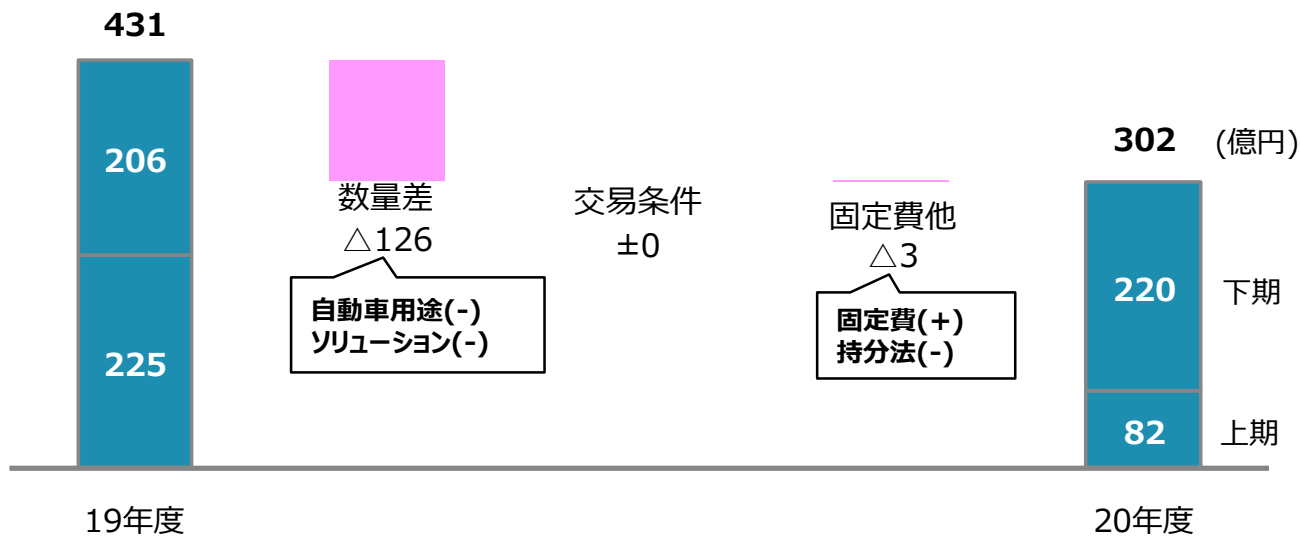 431
206
225
19年度
数量差
△126
自動車用途(-)
ソリューション(-)
交易条件
±0
固定費他
△3
固定費(+)
持分法(-)
302 (億円)
220 下期
82 上期
20年度